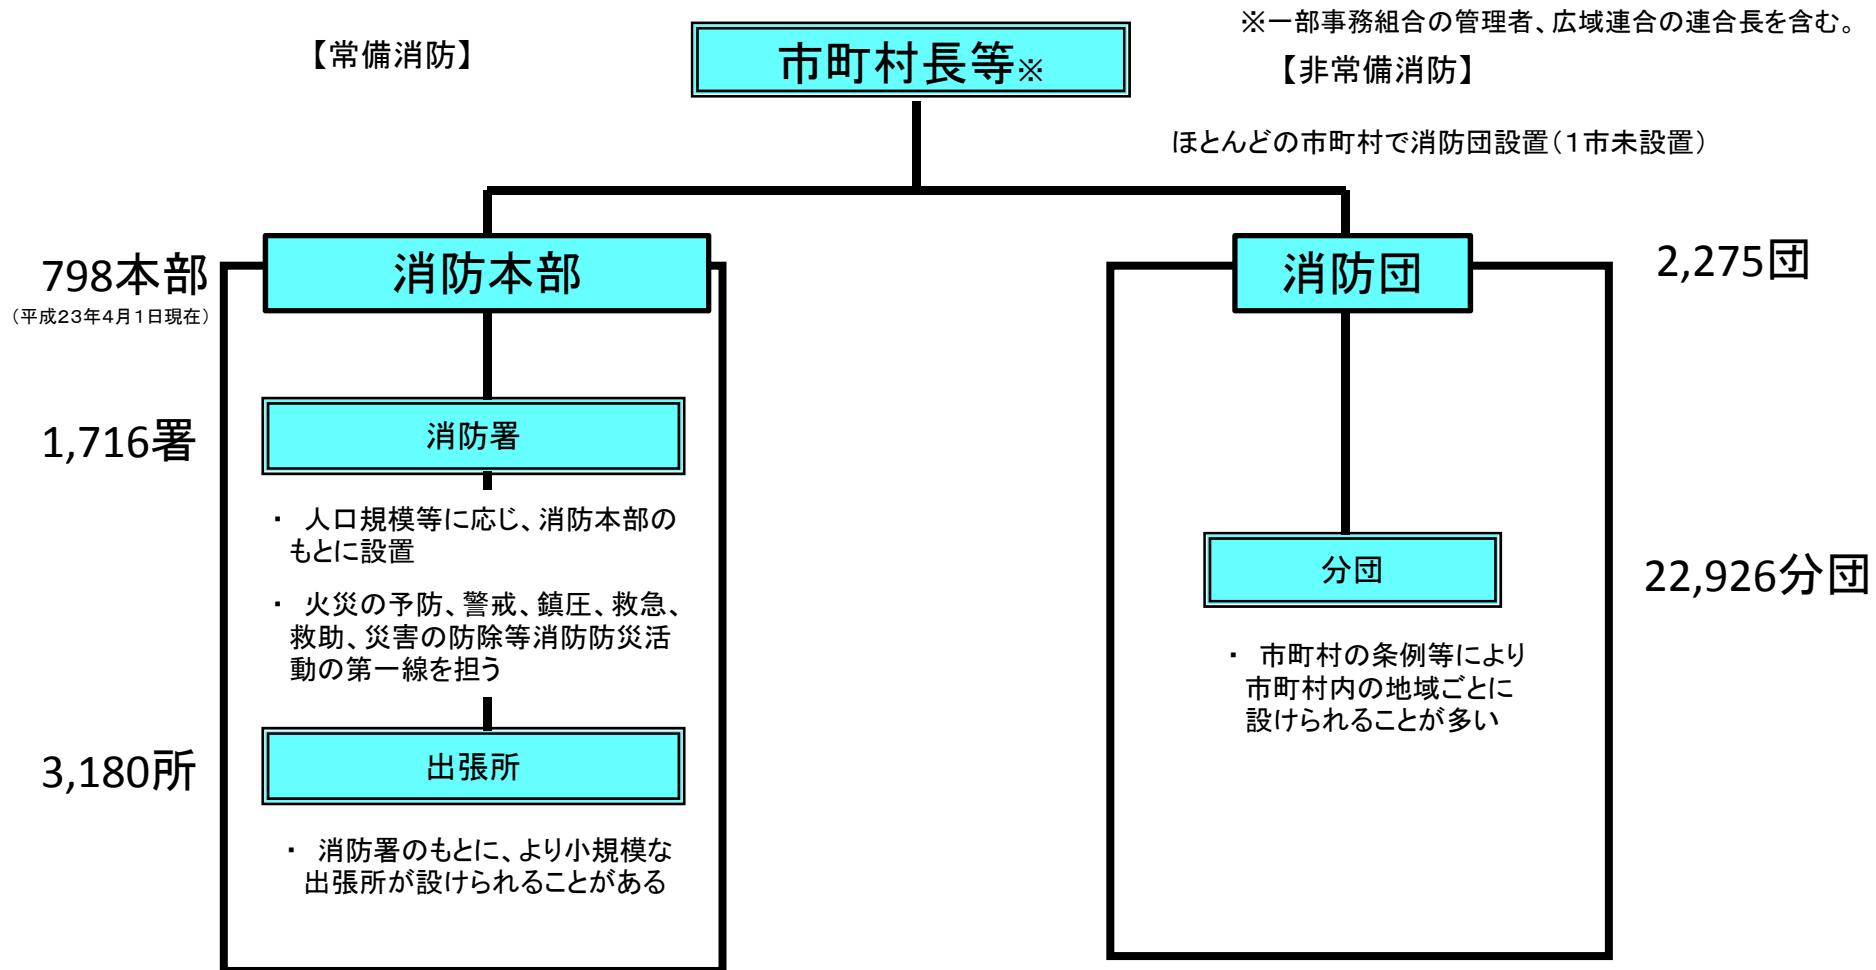 ※一部事務組合の管理者、広域連合の連合長を含む。
【常備消防】
市町村長等※
【非常備消防】
ほとんどの市町村で消防団設置(1市未設置)
798本部
(平成23年4月1日現在)
消防本部
消防団
2,275団
1,716署
消防署
・ 人口規模等に応じ、消防本部の
もとに設置
・ 火災の予防、警戒、鎮圧、救急、
救助、災害の防除等消防防災活
動の第一線を担う
3,180所
出張所
・ 消防署のもとに、より小規模な
出張所が設けられることがある
分団
22,926分団
・ 市町村の条例等により
市町村内の地域ごとに
設けられることが多い